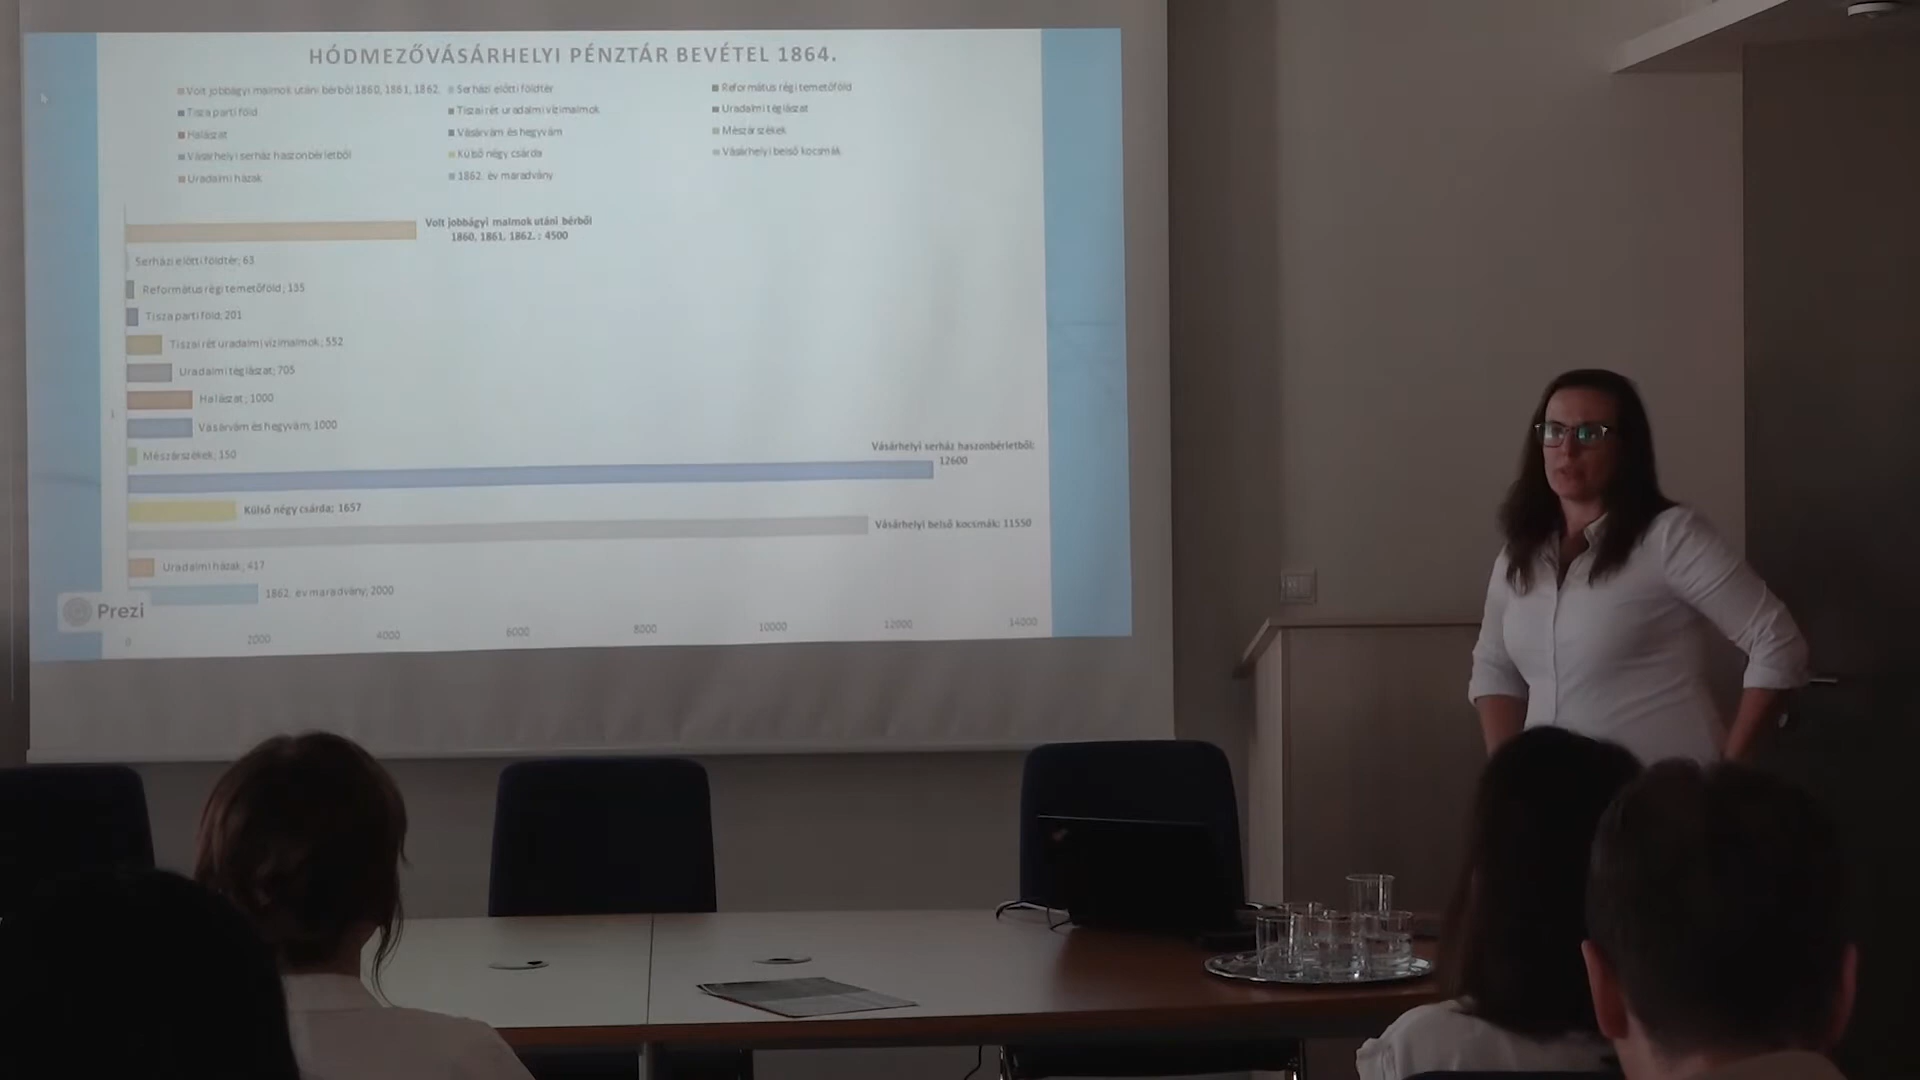 HÓDMEZŐVÁSÁRHELYI PÉNZTÁR BEVÉTEL 1864.
Volt jobbágyi malmok utáni bérből 1860, 1861, 1862.
Serházi előtti földtér
Református régi temetőföld
Tisza parti föld
Tiszai rét uradalmi vízimalmok
Uradalmi téglászat
Halászat
Vásárvám és hegyvám
Mészárszékek
Vásárhelyi serház haszonbérletből
Külső négy csárda
Vásárhelyi belső kocsmák
Uradalmi házak
1862. év maradvány
Volt jobbágyi malmok utáni bérből
1860, 1861, 1862. ; 4500
Serházi előtti földtér; 63
Református régi temetőföld; 135
Tisza parti föld; 201
Tiszai rét uradalmi vízimalmok; 552
Uradalmi téglászat; 705
Halászat; 1000
Vásárvám és hegyvám; 1000
Mészárszékek; 150
Vásárhelyi serház haszonbérletből;
12600
Külső négy csárda; 1657
Vásárhelyi belső kocsmák; 11550
Uradalmi házak; 417
1862. év maradvány; 2000
1
0 2000 4000 6000 8000 10000 12000 14000
Prezi